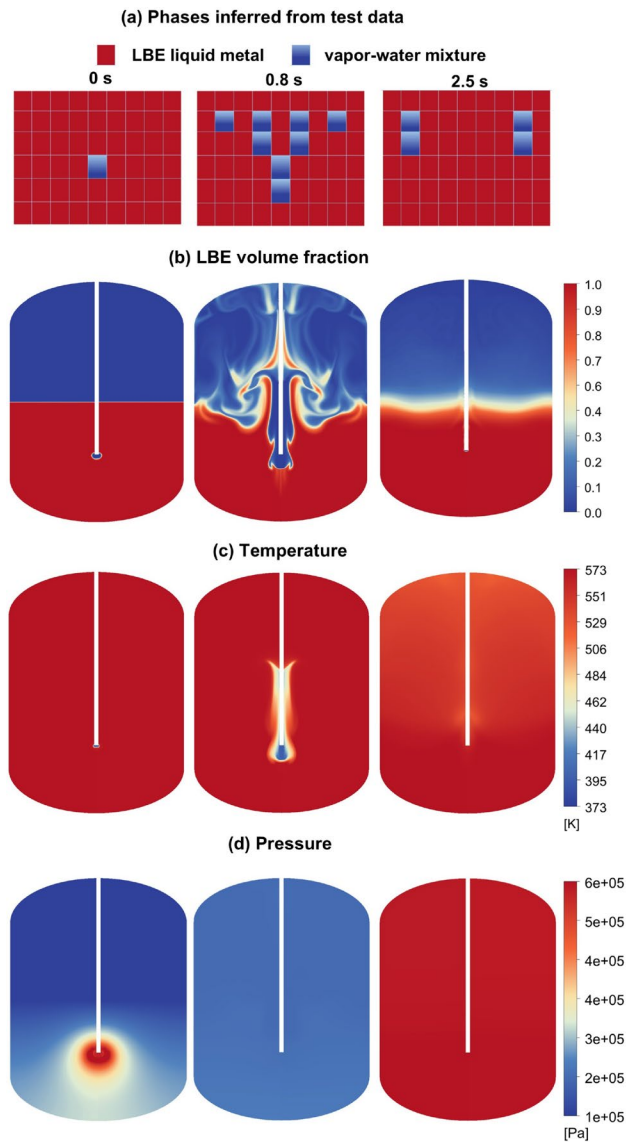 (a) Phases inferred from test data
LBE liquid metal vapor-water mixture
0 s 0.8 s 2.5 s
(b) LBE volume fraction
1.0
0.9
0.8
0.7
0.6
0.5
0.4
0.3
0.2
0.1
0.0
(c) Temperature
573
551
529
506
484
462
440
417
395
373
[K]
(d) Pressure
6e+05
5e+05
4e+05
3e+05
2e+05
1e+05
[Pa]